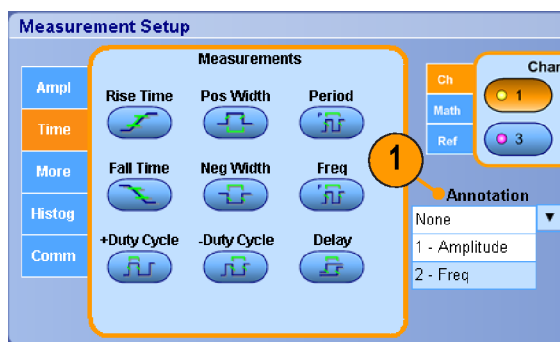 Measurement Setup
Measurements
Ampl
Time
More
Histog
Comm
Rise Time Pos Width Period
Fall Time Neg Width Freq
+Duty Cycle -Duty Cycle Delay
Ch
Math
Ref
Chan
1
3
1
Annotation
None
1 - Amplitude
2 - Freq